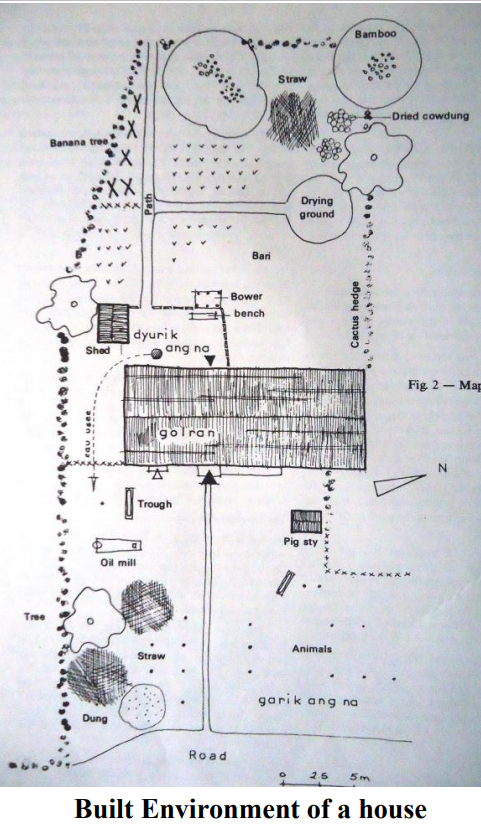 Bamboo
Straw
Dried cowdung
Banana tree
Drying
ground
Path
Bari
Bower
bench
Cactus hedge
dyurik
ang na
Shed
Fig. 2 — Map
golran
N
Trough
Pig sty
Oil mill
Tree
Straw
Animals
garik ang na
Dung
Road
0 2.5 5m
Built Environment of a house